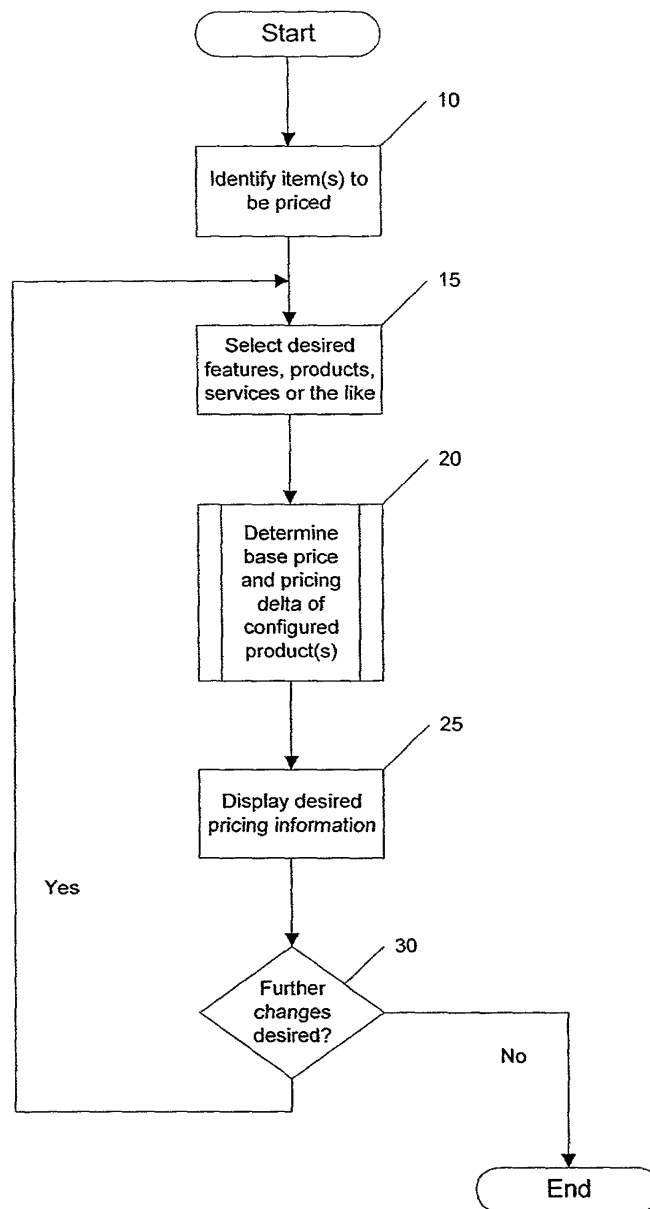 Start
10
Identify item(s) to
be priced
15
Select desired
features, products,
services or the like
20
Determine
base price
and pricing
delta of
configured
product(s)
25
Display desired
pricing information
Yes
30
Further
changes
desired?
No
End